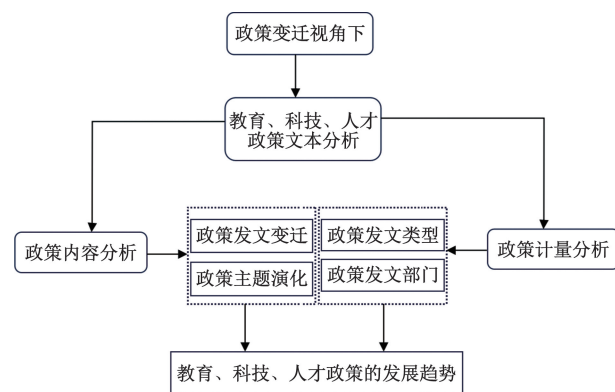 政策变迁视角下
教育、科技、人才
政策文本分析
政策内容分析
政策发文变迁
政策主题演化
政策发文类型
政策发文部门
政策计量分析
教育、科技、人才政策的发展趋势